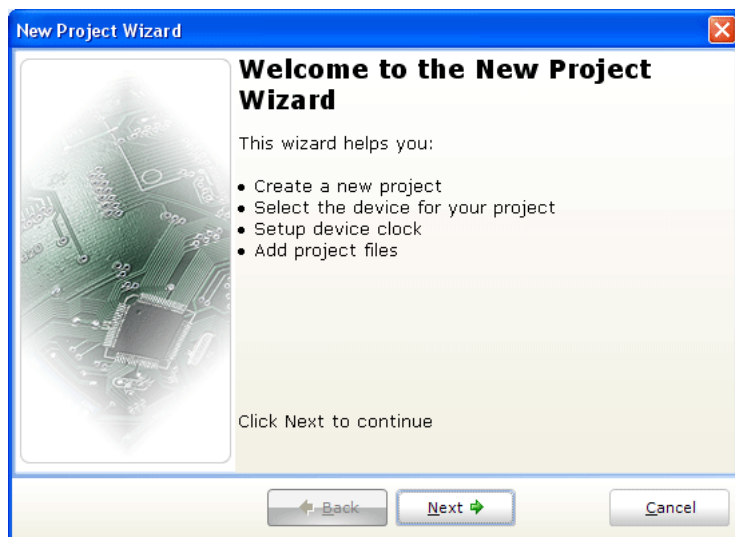 New Project Wizard
Welcome to the New Project
Wizard
This wizard helps you:
• Create a new project
• Select the device for your project
• Setup device clock
• Add project files
Click Next to continue
Back
Next
Cancel